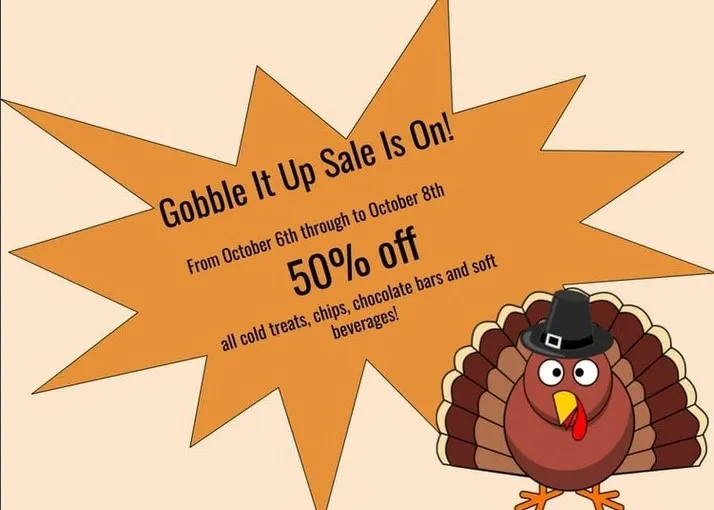 Gobble It Up Sale Is On!
From October 6th through to October 8th
50% off
all cold treats, chips, chocolate bars and soft
beverages!